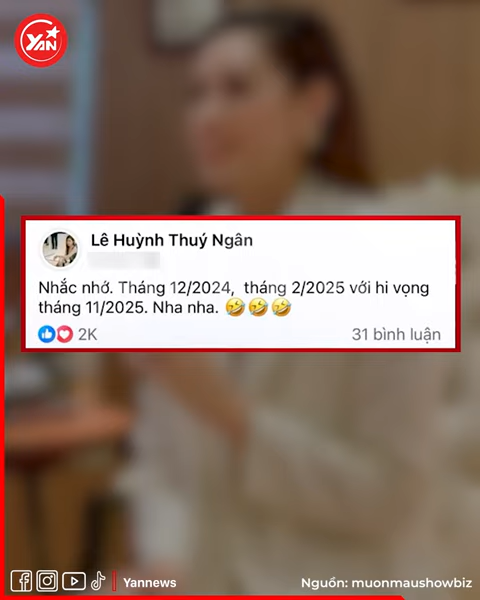 YAN
Lê Huỳnh Thuý Ngân
Nhắc nhớ. Tháng 12/2024, tháng 2/2025 với hi vọng
tháng 11/2025. Nha nha. 🤣🤣🤣
2K
31 bình luận
Yannews
Nguồn: muonmaushowbiz